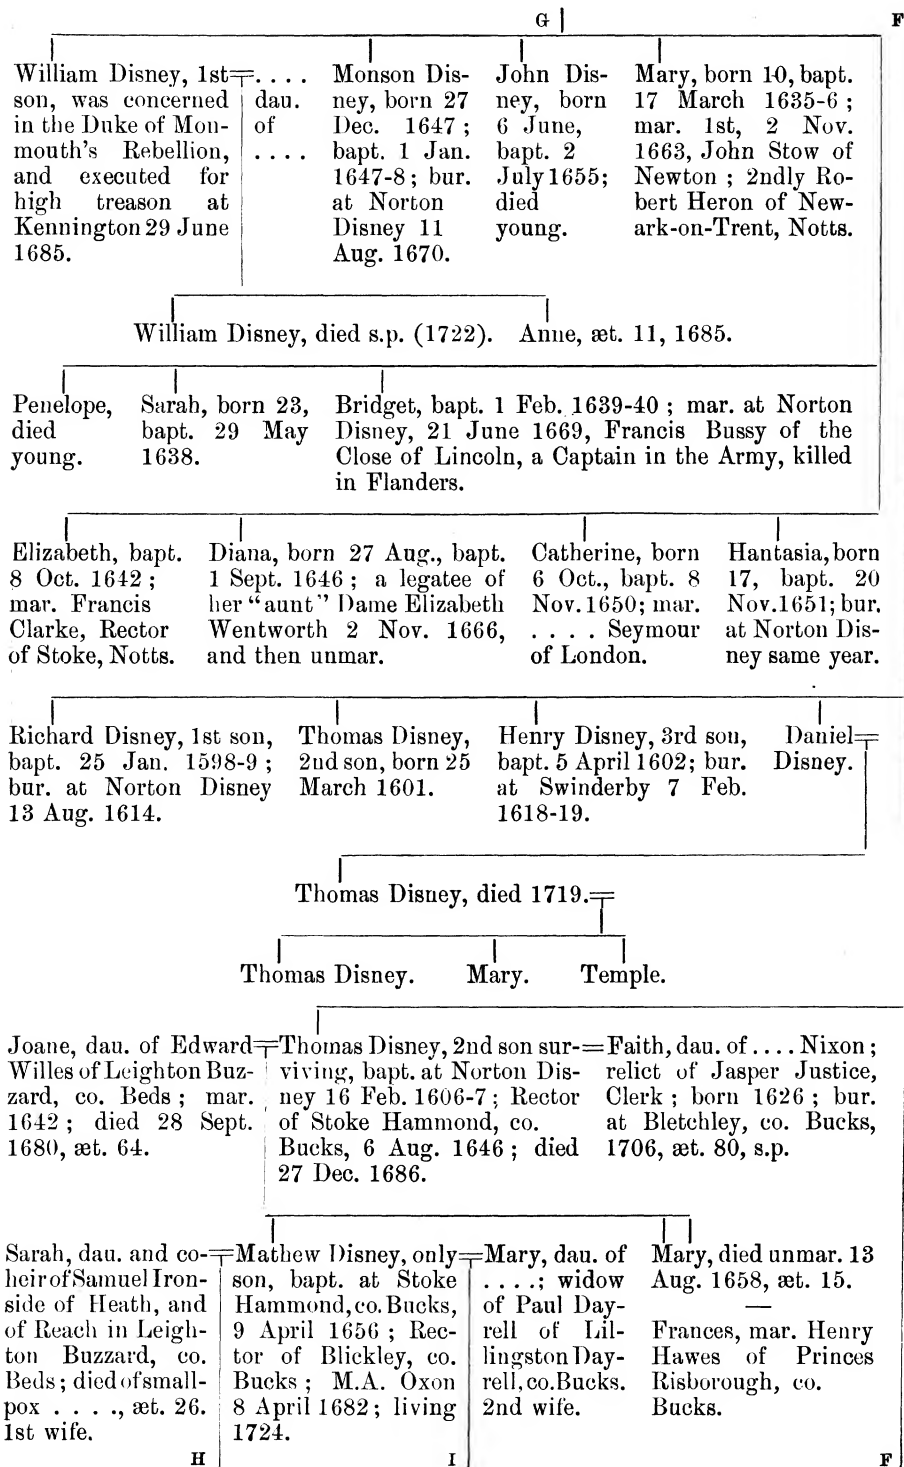 G F
William Disney, 1st
son, was concerned
in the Duke of Mon-
mouth's Rebellion,
and executed for
high treason at
Kennington 29 June
1685.
. . . .
dau.
of
. . . .
Monson Dis-
ney, born 27
Dec. 1647 ;
bapt. 1 Jan.
1647-8 ; bur.
at Norton
Disney 11
Aug. 1670.
John Dis-
ney, born
6 June,
bapt. 2
July 1655;
died
young.
Mary, born 10, bapt.
17 March 1635-6 ;
mar. 1st, 2 Nov.
1663, John Stow of
Newton ; 2ndly Ro-
bert Heron of New-
ark-on-Trent, Notts.
William Disney, died s.p. (1722). Anne, æt. 11, 1685.
Penelope,
died
young.
Sarah, born 23,
bapt. 29 May
1638.
Bridget, bapt. 1 Feb. 1639-40 ; mar. at Norton
Disney, 21 June 1669, Francis Bussy of the
Close of Lincoln, a Captain in the Army, killed
in Flanders.
Elizabeth, bapt.
8 Oct. 1642 ;
mar. Francis
Clarke, Rector
of Stoke, Notts.
Diana, born 27 Aug., bapt.
1 Sept. 1646 ; a legatee of
her "aunt" Dame Elizabeth
Wentworth 2 Nov. 1666,
and then unmar.
Catherine, born
6 Oct., bapt. 8
Nov. 1650; mar.
. . . . Seymour
of London.
Hantasia, born
17, bapt. 20
Nov. 1651; bur.
at Norton Dis-
ney same year.
Richard Disney, 1st son,
bapt. 25 Jan. 1598-9 ;
bur. at Norton Disney
13 Aug. 1614.
Thomas Disney,
2nd son, born 25
March 1601.
Henry Disney, 3rd son,
bapt. 5 April 1602; bur.
at Swinderby 7 Feb.
1618-19.
Daniel
Disney.
Thomas Disney, died 1719.
Thomas Disney. Mary. Temple.
Joane, dau. of Edward
Willes of Leighton Buz-
zard, co. Beds ; mar.
1642 ; died 28 Sept.
1680, æt. 64.
Thomas Disney, 2nd son sur-
viving, bapt. at Norton Dis-
ney 16 Feb. 1606-7 ; Rector
of Stoke Hammond, co.
Bucks, 6 Aug. 1646 ; died
27 Dec. 1686.
Faith, dau. of . . . . Nixon ;
relict of Jasper Justice,
Clerk ; born 1626 ; bur.
at Bletchley, co. Bucks,
1706, æt. 80, s.p.
Sarah, dau. and co-
heir of Samuel Iron-
side of Heath, and
of Reach in Leigh-
ton Buzzard, co.
Beds ; died of small-
pox . . . ., æt. 26.
1st wife.
Mathew Disney, only
son, bapt. at Stoke
Hammond, co. Bucks,
9 April 1656 ; Rec-
tor of Blickley, co.
Bucks ; M.A. Oxon
8 April 1682 ; living
1724.
Mary, dau. of
. . . .; widow
of Paul Day-
rell of Lil-
lingston Day-
rell, co. Bucks.
2nd wife.
Mary, died unmar. 13
Aug. 1658, æt. 15.
—
Frances, mar. Henry
Hawes of Princes
Risborough, co.
Bucks.
H I F